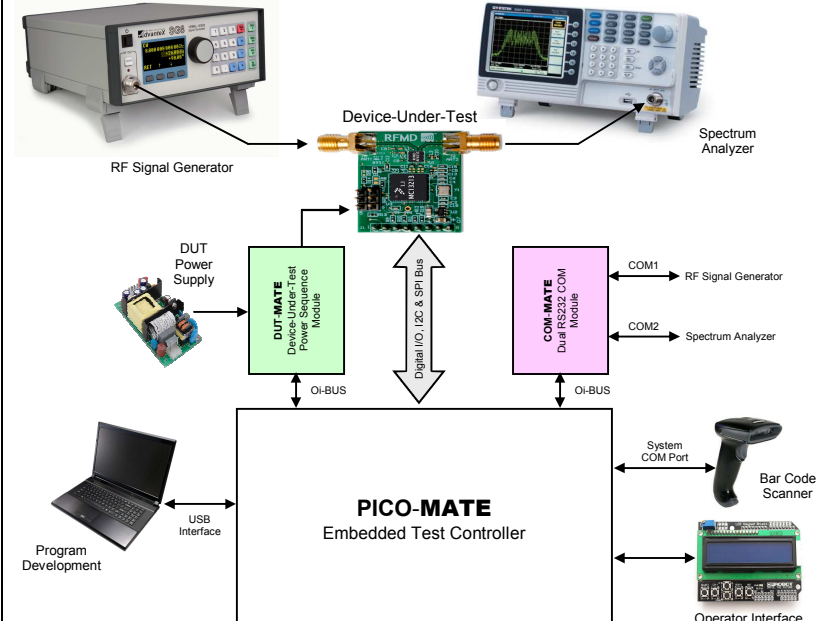 AdvanteX SG8
RF Signal Generator
Device-Under-Test
RFMD
MC13213
Spectrum
Analyzer
DUT
Power
Supply
DUT-MATE
Device-Under-Test
Power Sequence
Module
Digital I/O, I2C & SPI Bus
COM-MATE
Dual RS232 COM
Module
COM1
RF Signal Generator
COM2
Spectrum Analyzer
Oi-BUS
Oi-BUS
Program
Development
USB
Interface
PICO-MATE
Embedded Test Controller
System
COM Port
Bar Code
Scanner
Operator Interface